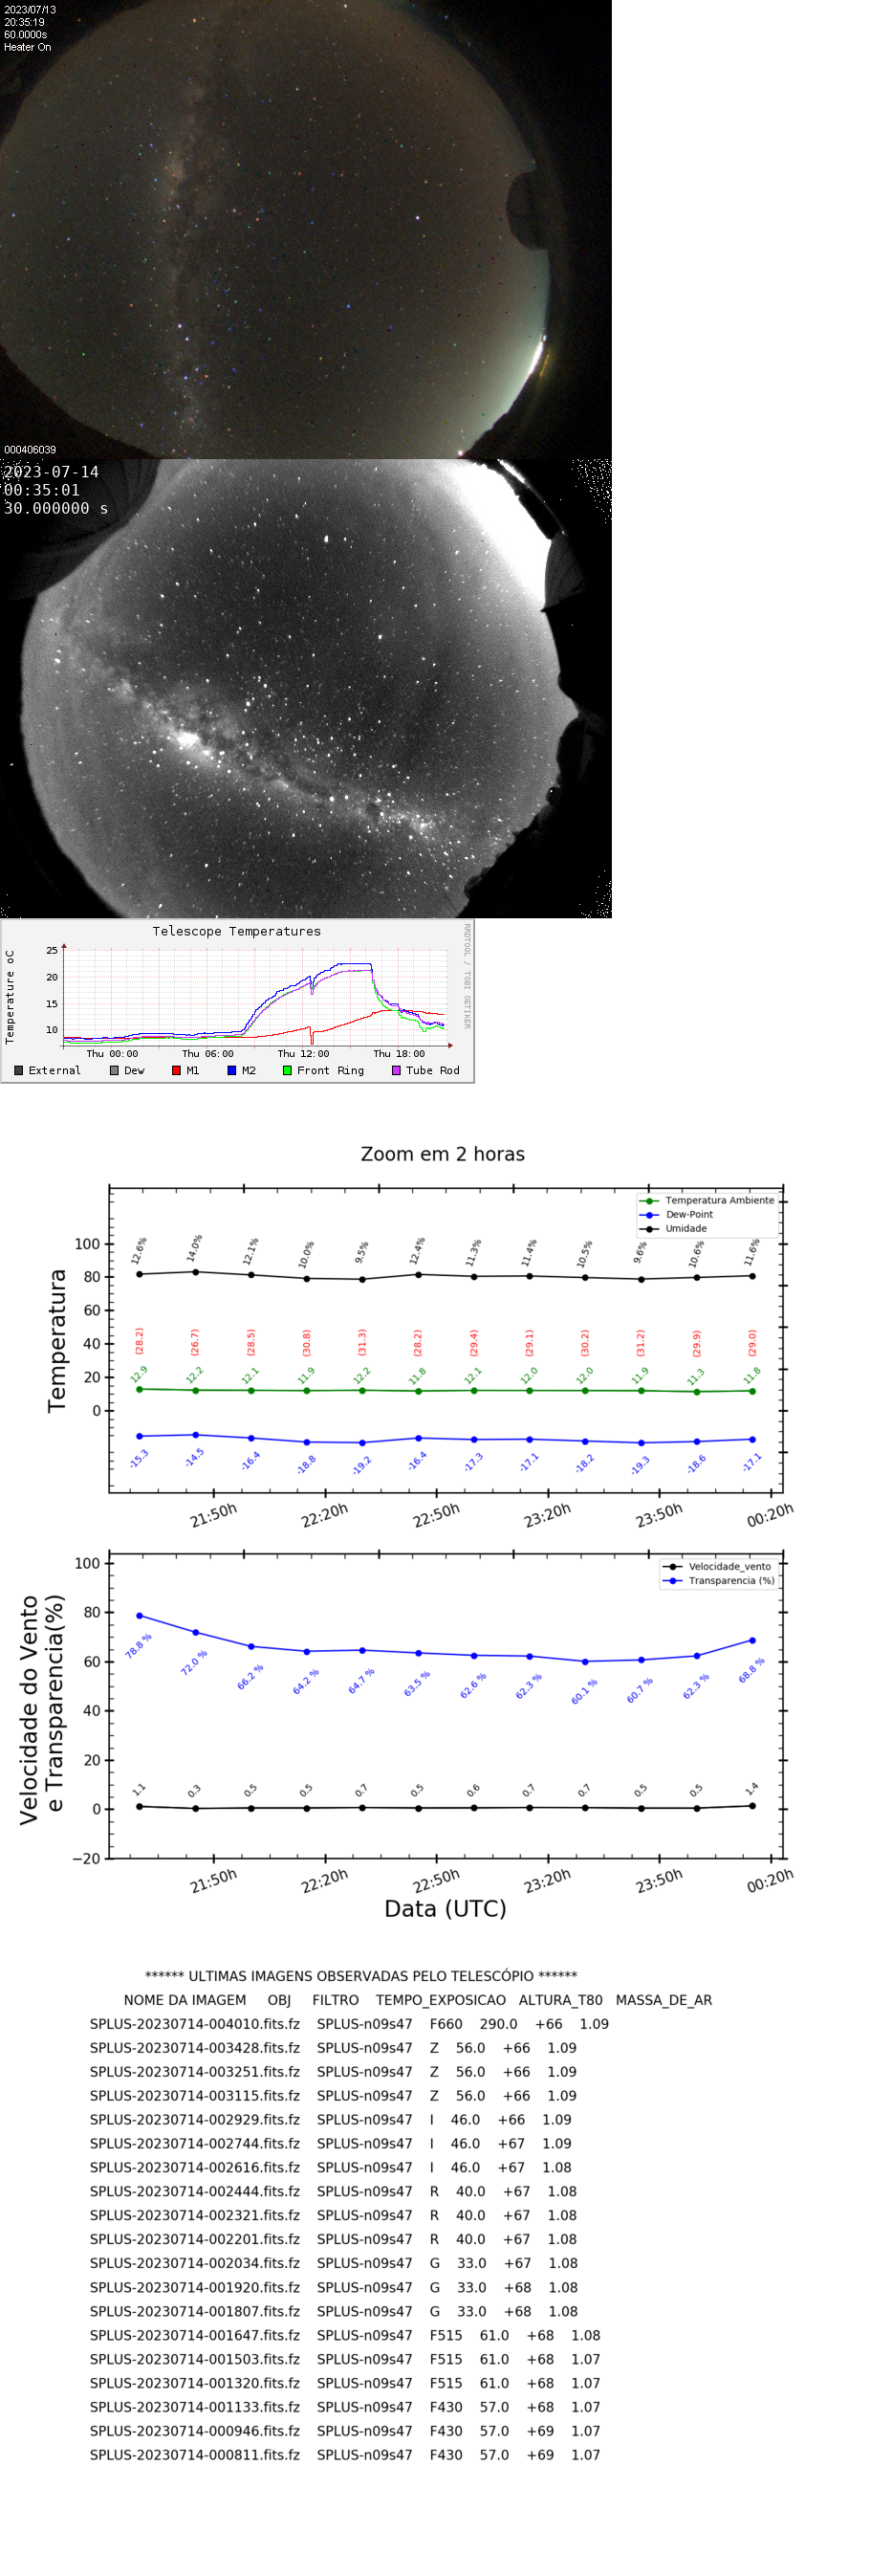 2023/07/13
20:35:19
60.0000s
Heater On
000406039
2023-07-14
00:35:01
30.000000 s
Telescope Temperatures
RRDTOOL / TOBI OETIKER
Temperature oC
25
20
15
10
Thu 00:00 Thu 06:00 Thu 12:00 Thu 18:00
External Dew M1 M2 Front Ring Tube Rod
Zoom em 2 horas
Temperatura Ambiente
Dew-Point
Umidade
Temperatura
100
80
60
40
20
0
12.6% 14.0% 12.1% 10.0% 9.5% 12.4% 11.3% 11.4% 10.5% 9.6% 10.6% 11.6%
(28.2) (26.7) (28.5) (30.8) (31.3) (28.2) (29.4) (29.1) (30.2) (31.2) (29.9) (29.0)
12.9 12.2 12.1 11.9 12.2 11.8 12.1 12.0 12.0 11.9 11.3 11.8
-15.3 -14.5 -16.4 -18.8 -19.2 -16.4 -17.3 -17.1 -18.2 -19.3 -18.6 -17.1
21:50h 22:20h 22:50h 23:20h 23:50h 00:20h
Velocidade_vento
Transparencia (%)
Velocidade do Vento
e Transparencia(%)
100
80
60
40
20
0
−20
78.8 % 72.0 % 66.2 % 64.2 % 64.7 % 63.5 % 62.6 % 62.3 % 60.1 % 60.7 % 62.3 % 68.8 %
1.1 0.3 0.5 0.5 0.7 0.5 0.6 0.7 0.7 0.5 0.5 1.4
21:50h 22:20h 22:50h 23:20h 23:50h 00:20h
Data (UTC)
****** ULTIMAS IMAGENS OBSERVADAS PELO TELESCÓPIO ******
NOME DA IMAGEM OBJ FILTRO TEMPO_EXPOSICAO ALTURA_T80 MASSA_DE_AR
SPLUS-20230714-004010.fits.fz SPLUS-n09s47 F660 290.0 +66 1.09
SPLUS-20230714-003428.fits.fz SPLUS-n09s47 Z 56.0 +66 1.09
SPLUS-20230714-003251.fits.fz SPLUS-n09s47 Z 56.0 +66 1.09
SPLUS-20230714-003115.fits.fz SPLUS-n09s47 Z 56.0 +66 1.09
SPLUS-20230714-002929.fits.fz SPLUS-n09s47 I 46.0 +66 1.09
SPLUS-20230714-002744.fits.fz SPLUS-n09s47 I 46.0 +67 1.09
SPLUS-20230714-002616.fits.fz SPLUS-n09s47 I 46.0 +67 1.08
SPLUS-20230714-002444.fits.fz SPLUS-n09s47 R 40.0 +67 1.08
SPLUS-20230714-002321.fits.fz SPLUS-n09s47 R 40.0 +67 1.08
SPLUS-20230714-002201.fits.fz SPLUS-n09s47 R 40.0 +67 1.08
SPLUS-20230714-002034.fits.fz SPLUS-n09s47 G 33.0 +67 1.08
SPLUS-20230714-001920.fits.fz SPLUS-n09s47 G 33.0 +68 1.08
SPLUS-20230714-001807.fits.fz SPLUS-n09s47 G 33.0 +68 1.08
SPLUS-20230714-001647.fits.fz SPLUS-n09s47 F515 61.0 +68 1.08
SPLUS-20230714-001503.fits.fz SPLUS-n09s47 F515 61.0 +68 1.07
SPLUS-20230714-001320.fits.fz SPLUS-n09s47 F515 61.0 +68 1.07
SPLUS-20230714-001133.fits.fz SPLUS-n09s47 F430 57.0 +68 1.07
SPLUS-20230714-000946.fits.fz SPLUS-n09s47 F430 57.0 +69 1.07
SPLUS-20230714-000811.fits.fz SPLUS-n09s47 F430 57.0 +69 1.07